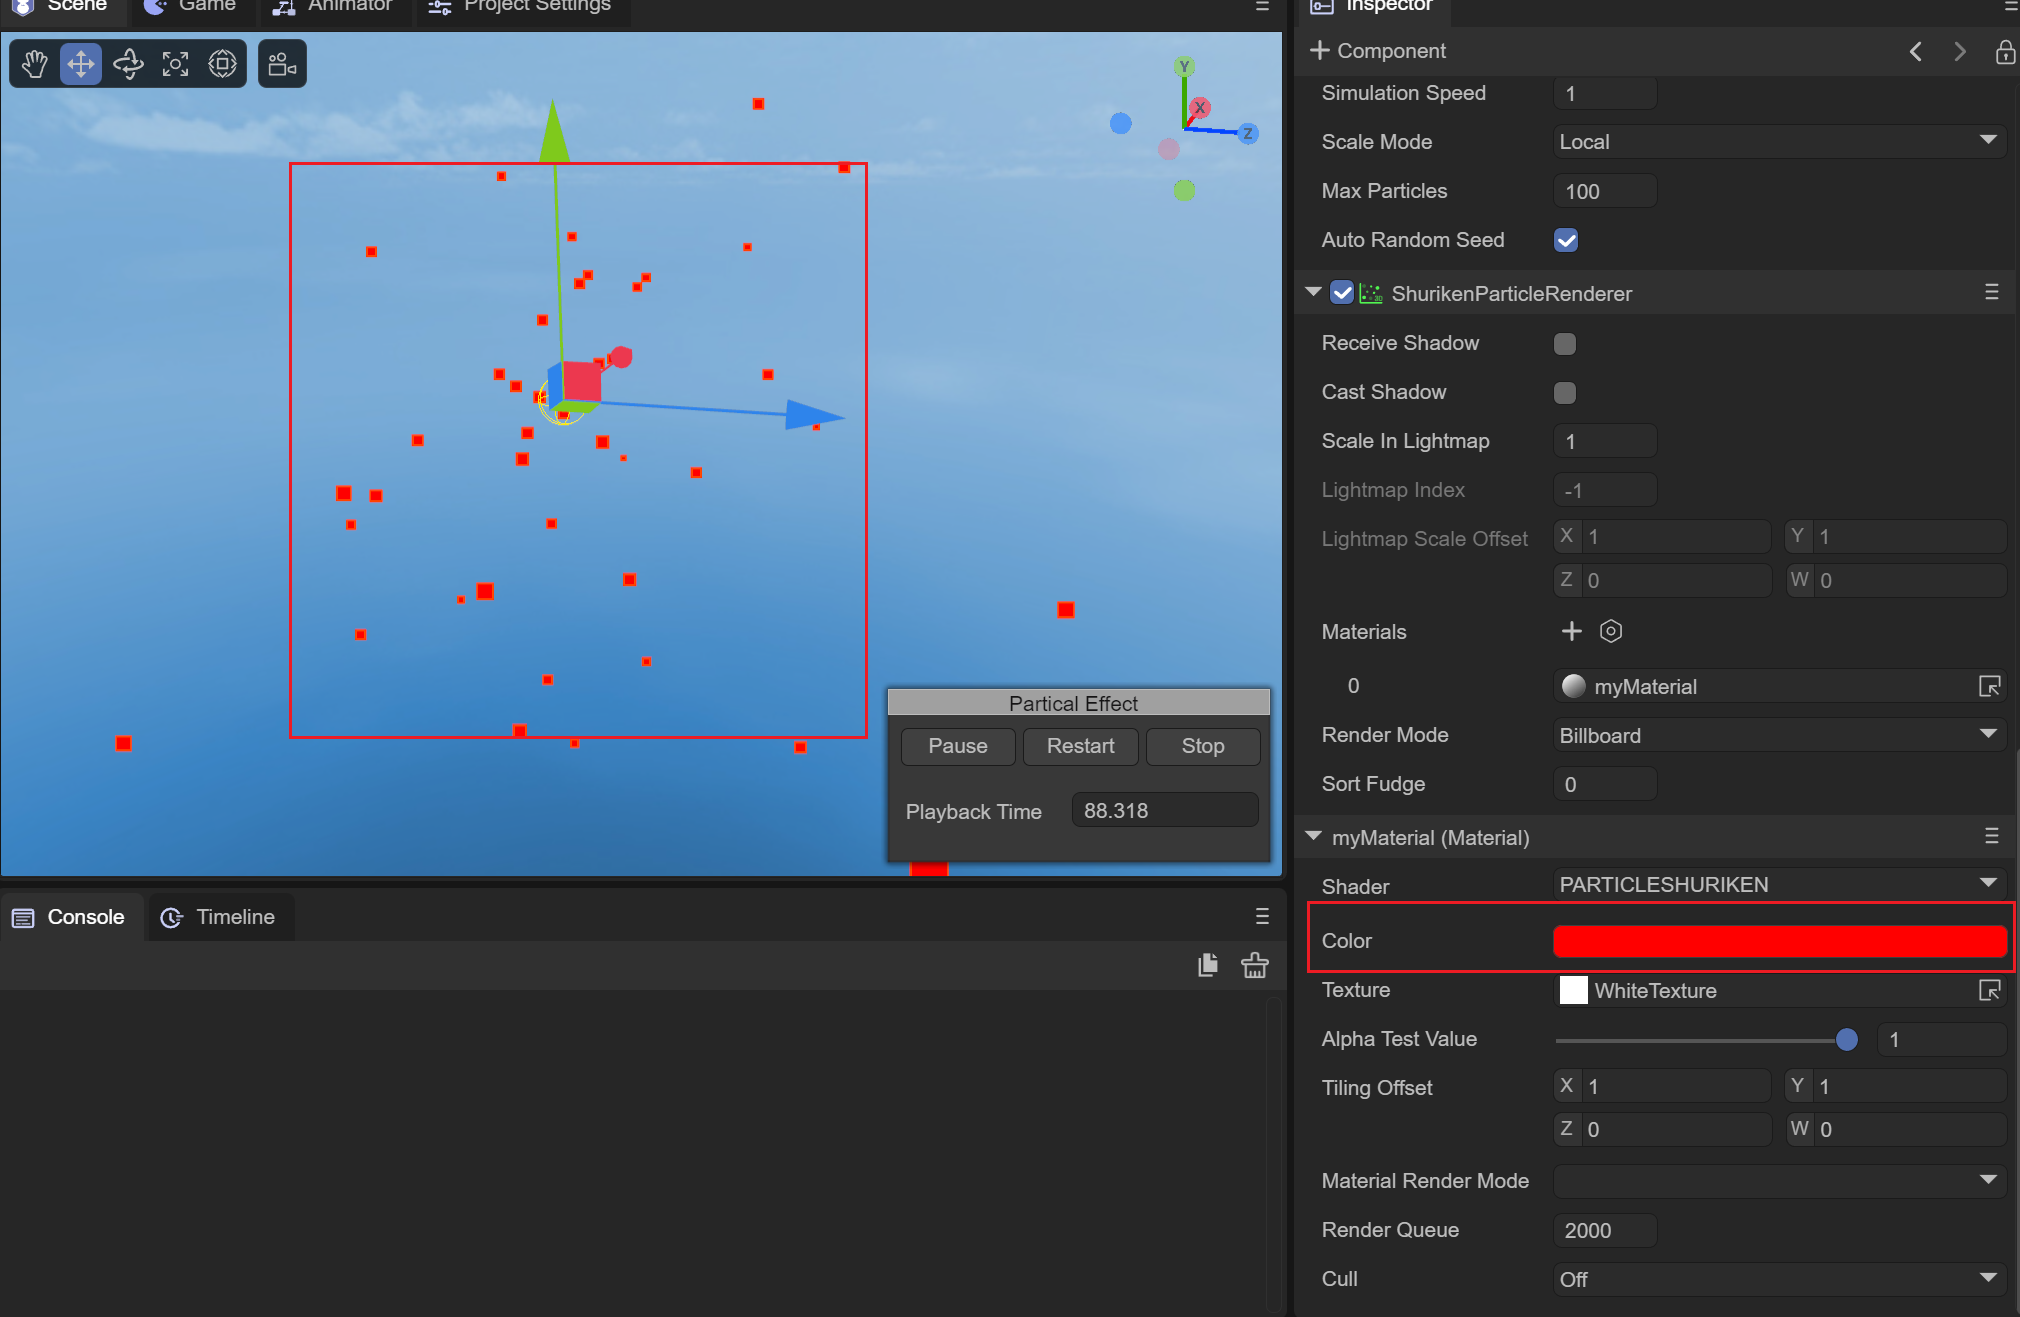 Scene
Game
Animator
Project Settings
Y
X
Z
Partical Effect
Pause
Restart
Stop
Playback Time
88.318
Console
Timeline
Inspector
Component
Simulation Speed
1
Scale Mode
Local
Max Particles
100
Auto Random Seed
ShurikenParticleRenderer
Receive Shadow
Cast Shadow
Scale In Lightmap
1
Lightmap Index
-1
Lightmap Scale Offset
X 1
Y 1
Z 0
W 0
Materials
0
myMaterial
Render Mode
Billboard
Sort Fudge
0
myMaterial (Material)
Shader
PARTICLESHURIKEN
Color
Texture
WhiteTexture
Alpha Test Value
1
Tiling Offset
X 1
Y 1
Z 0
W 0
Material Render Mode
Render Queue
2000
Cull
Off